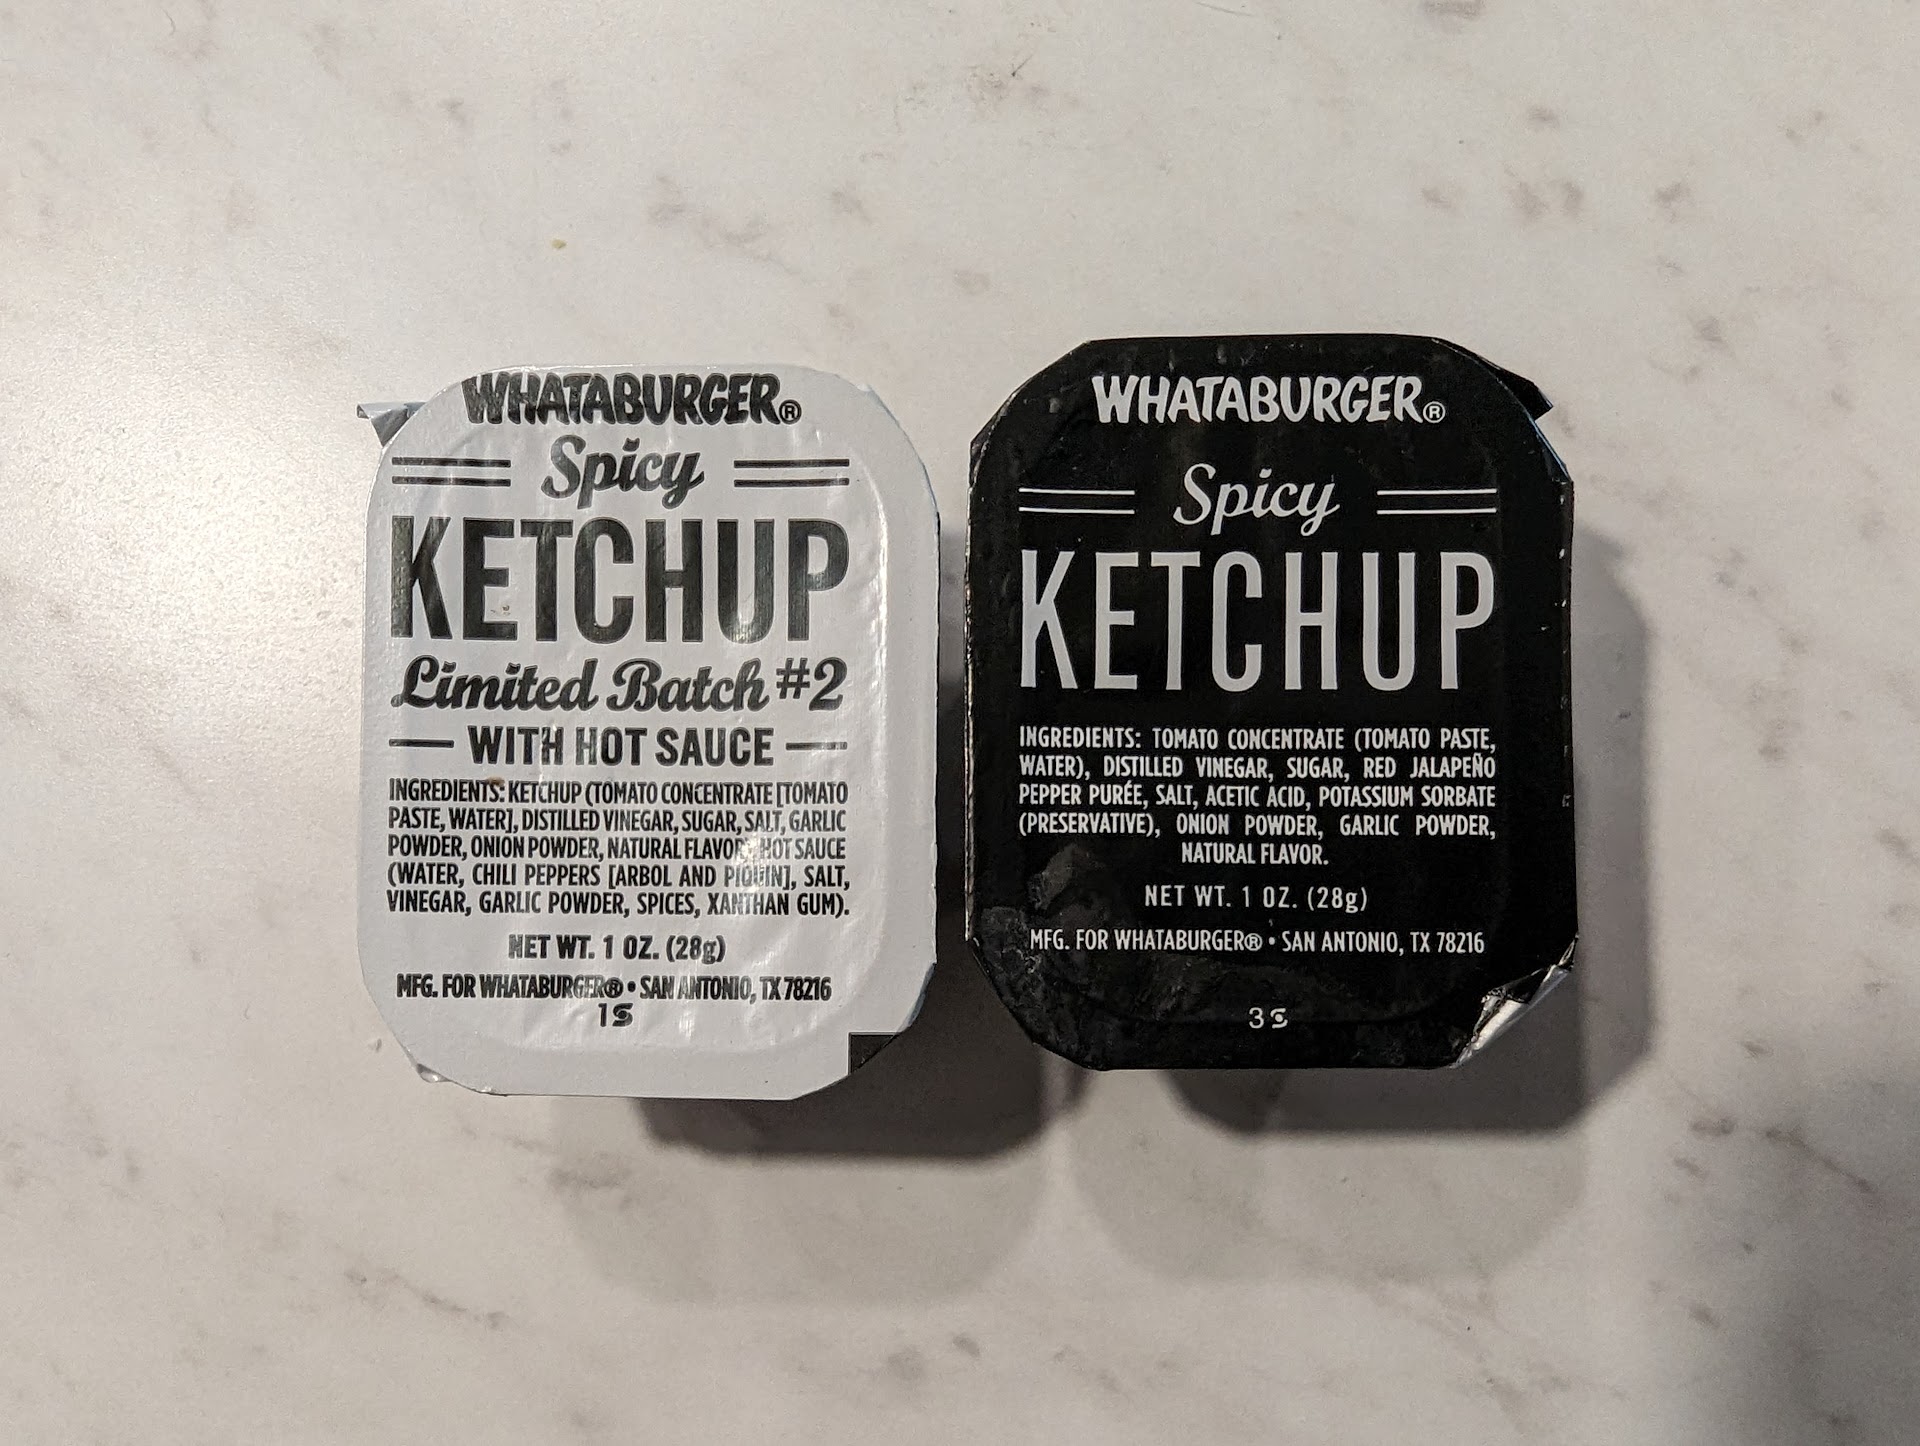 WHATABURGER®
Spicy
KETCHUP
Limited Batch #2
WITH HOT SAUCE
INGREDIENTS: KETCHUP (TOMATO CONCENTRATE [TOMATO
PASTE, WATER], DISTILLED VINEGAR, SUGAR, SALT, GARLIC
POWDER, ONION POWDER, NATURAL FLAVOR), HOT SAUCE
(WATER, CHILI PEPPERS [ARBOL AND PIQUIN], SALT,
VINEGAR, GARLIC POWDER, SPICES, XANTHAN GUM).
NET WT. 1 OZ. (28g)
MFG. FOR WHATABURGER® • SAN ANTONIO, TX 78216
1
WHATABURGER®
Spicy
KETCHUP
INGREDIENTS: TOMATO CONCENTRATE (TOMATO PASTE,
WATER), DISTILLED VINEGAR, SUGAR, RED JALAPEÑO
PEPPER PURÉE, SALT, ACETIC ACID, POTASSIUM SORBATE
(PRESERVATIVE), ONION POWDER, GARLIC POWDER,
NATURAL FLAVOR.
NET WT. 1 OZ. (28g)
MFG. FOR WHATABURGER® • SAN ANTONIO, TX 78216
3